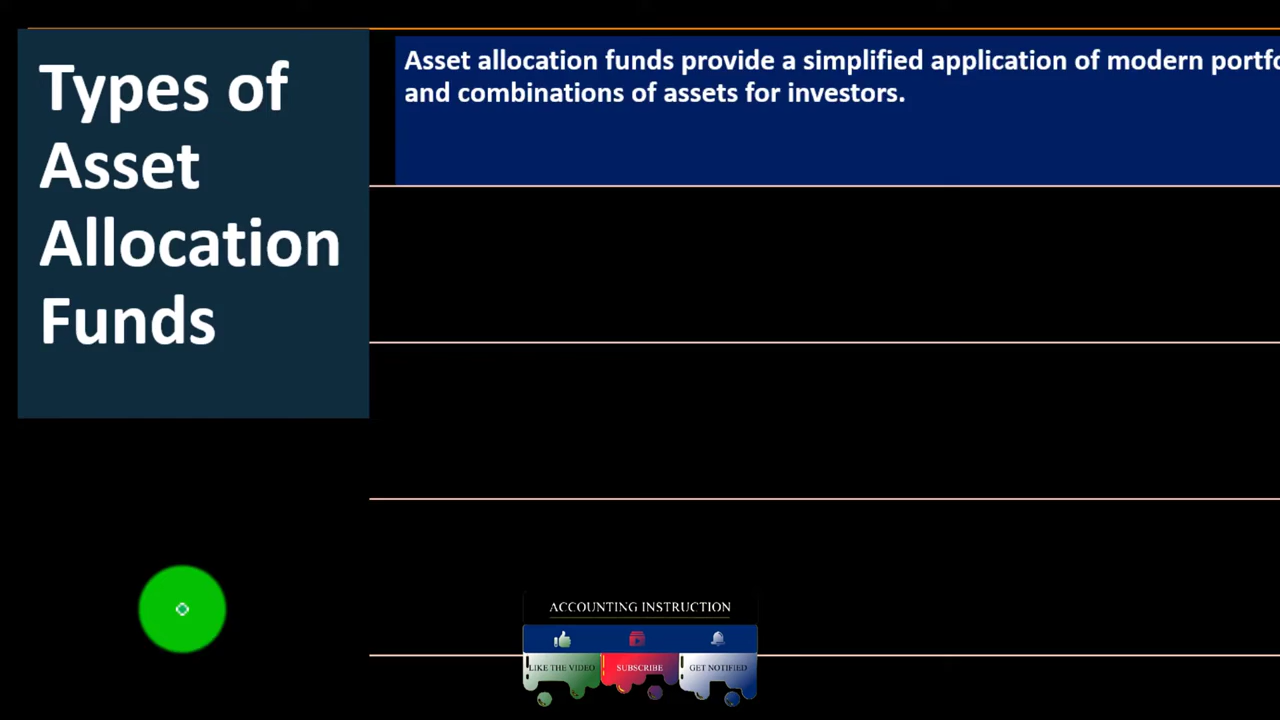 Types of
Asset
Allocation
Funds
Asset allocation funds provide a simplified application of modern
and combinations of assets for investors.
ACCOUNTING INSTRUCTION
LIKE THE VIDEO
SUBSCRIBE
GET NOTIFIED